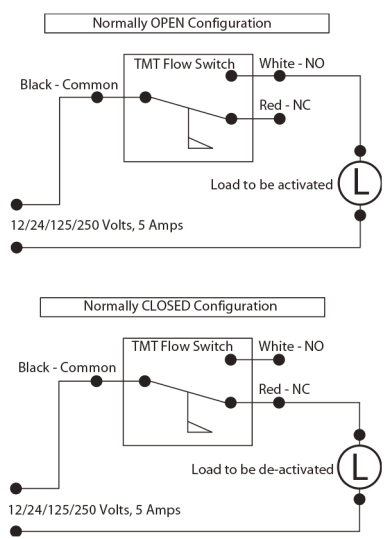 Normally OPEN Configuration
TMT Flow Switch
White - NO
Black - Common
Red - NC
Load to be activated
L
12/24/125/250 Volts, 5 Amps
Normally CLOSED Configuration
TMT Flow Switch
White - NO
Black - Common
Red - NC
Load to be de-activated
L
12/24/125/250 Volts, 5 Amps